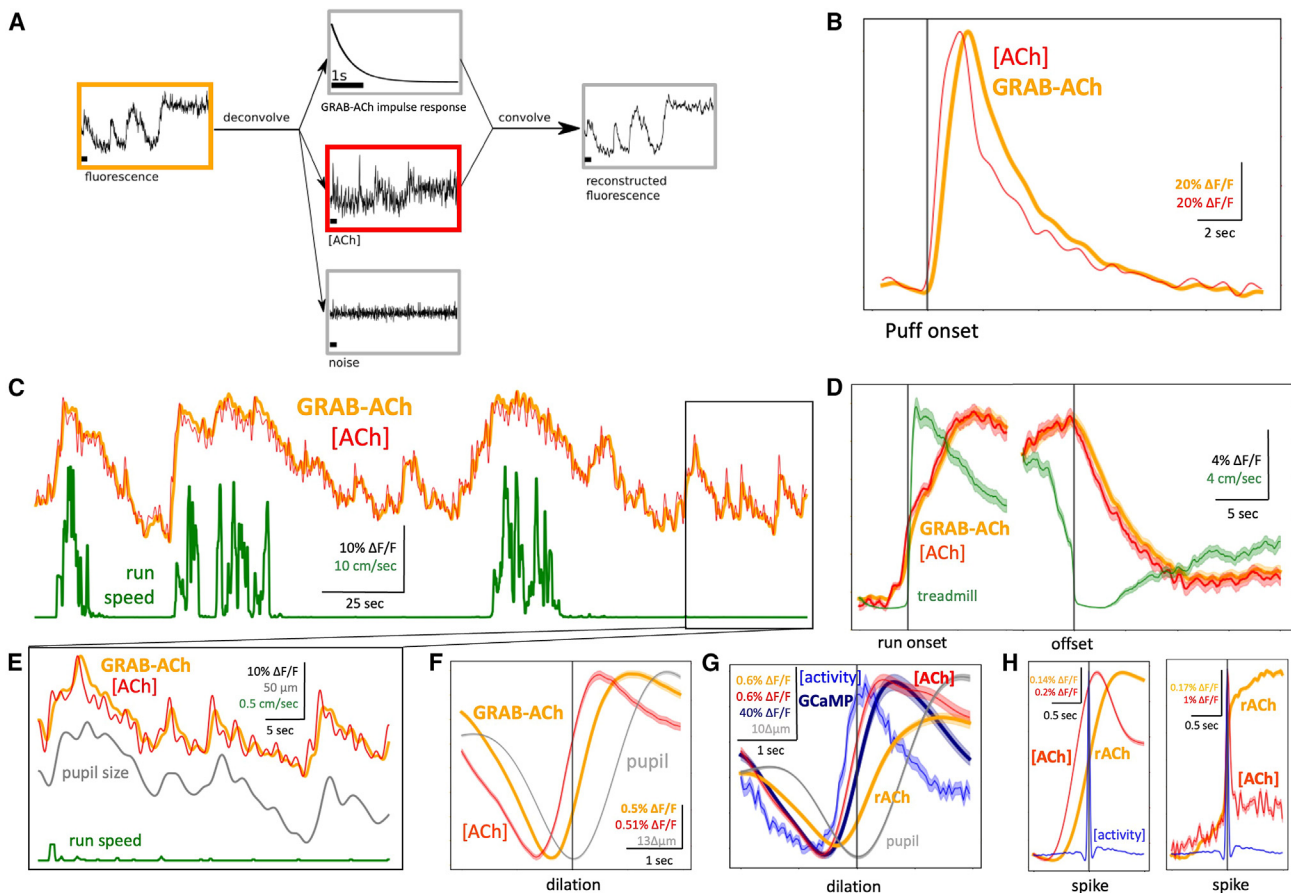 A
1s
GRAB-ACh impulse response
deconvolve
convolve
fluorescence
[ACh]
reconstructed
fluorescence
noise
B
[ACh]
GRAB-ACh
20% ΔF/F
20% ΔF/F
2 sec
Puff onset
C
GRAB-ACh
[ACh]
run
speed
10% ΔF/F
10 cm/sec
25 sec
D
4% ΔF/F
4 cm/sec
5 sec
GRAB-ACh
[ACh]
treadmill
run onset
offset
E
GRAB-ACh
[ACh]
10% ΔF/F
50 µm
0.5 cm/sec
5 sec
pupil size
run speed
F
GRAB-ACh
pupil
[ACh]
0.5% ΔF/F
0.51% ΔF/F
13Δµm
1 sec
dilation
G
0.6% ΔF/F
0.6% ΔF/F
40% ΔF/F
10Δµm
1 sec
[activity]
GCaMP
[ACh]
rACh
pupil
dilation
H
0.14% ΔF/F
0.2% ΔF/F
0.5 sec
[ACh]
rACh
[activity]
spike
0.17% ΔF/F
1% ΔF/F
0.5 sec
rACh
[ACh]
spike